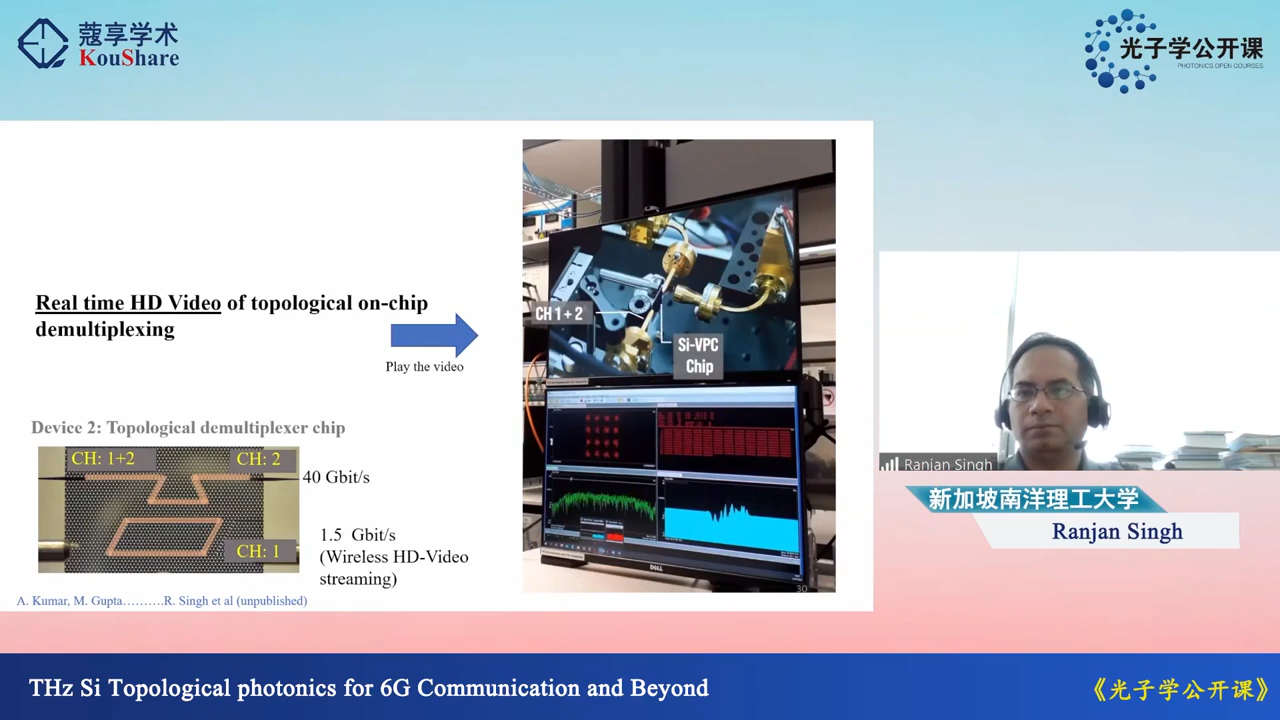 蔻享学术
KouShare
光子学公开课
PHOTONICS OPEN COURSES
Real time HD Video of topological on-chip
demultiplexing
Play the video
CH 1 + 2
Si-VPC
Chip
DELL
30
Device 2: Topological demultiplexer chip
CH: 1+2
CH: 2
CH: 1
40 Gbit/s
1.5 Gbit/s
(Wireless HD-Video
streaming)
A. Kumar, M. Gupta……….R. Singh et al (unpublished)
Ranjan Singh
新加坡南洋理工大学
Ranjan Singh
THz Si Topological photonics for 6G Communication and Beyond
《光子学公开课》